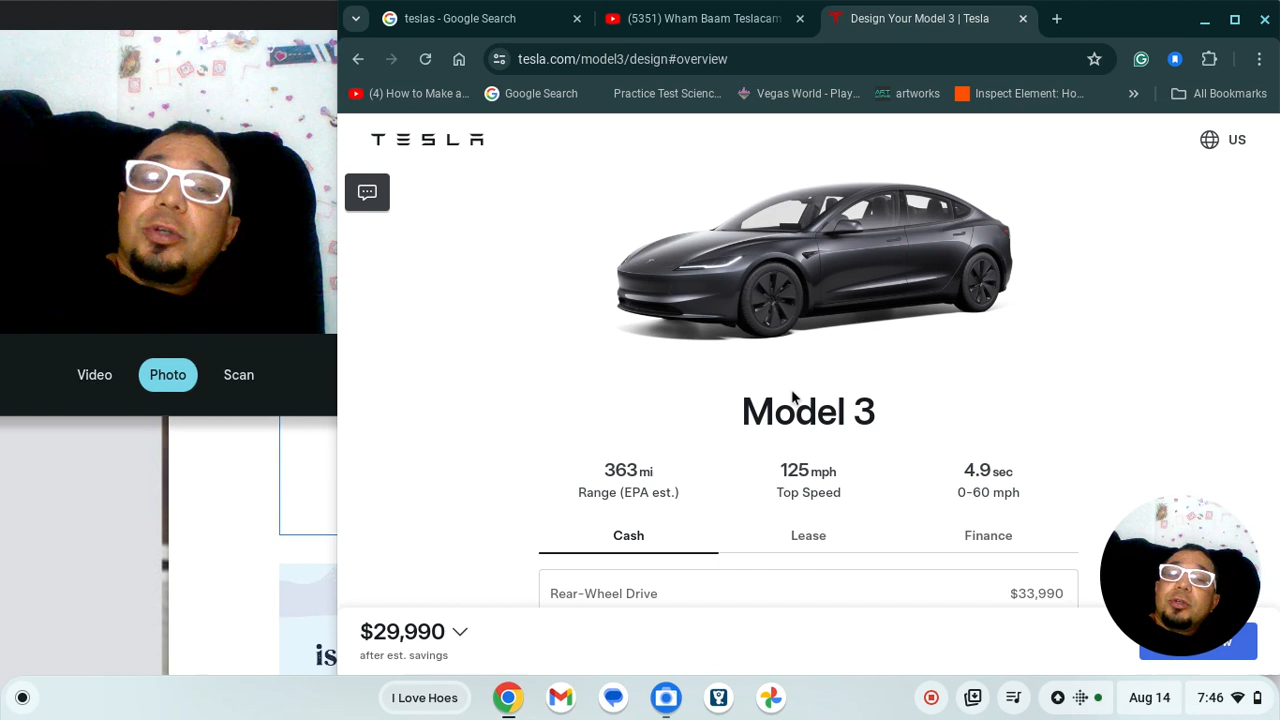 teslas - Google Search
(5351) Wham Baam Teslacam
Design Your Model 3 | Tesla
tesla.com/model3/design#overview
(4) How to Make a...
Google Search
Practice Test Scienc...
Vegas World - Play...
artworks
Inspect Element: Ho...
All Bookmarks
TESLA
US
Model 3
363 mi
Range (EPA est.)
125 mph
Top Speed
4.9 sec
0-60 mph
Cash
Lease
Finance
Rear-Wheel Drive
$33,990
$29,990
after est. savings
Video
Photo
Scan
is
I Love Hoes
Aug 14
7:46